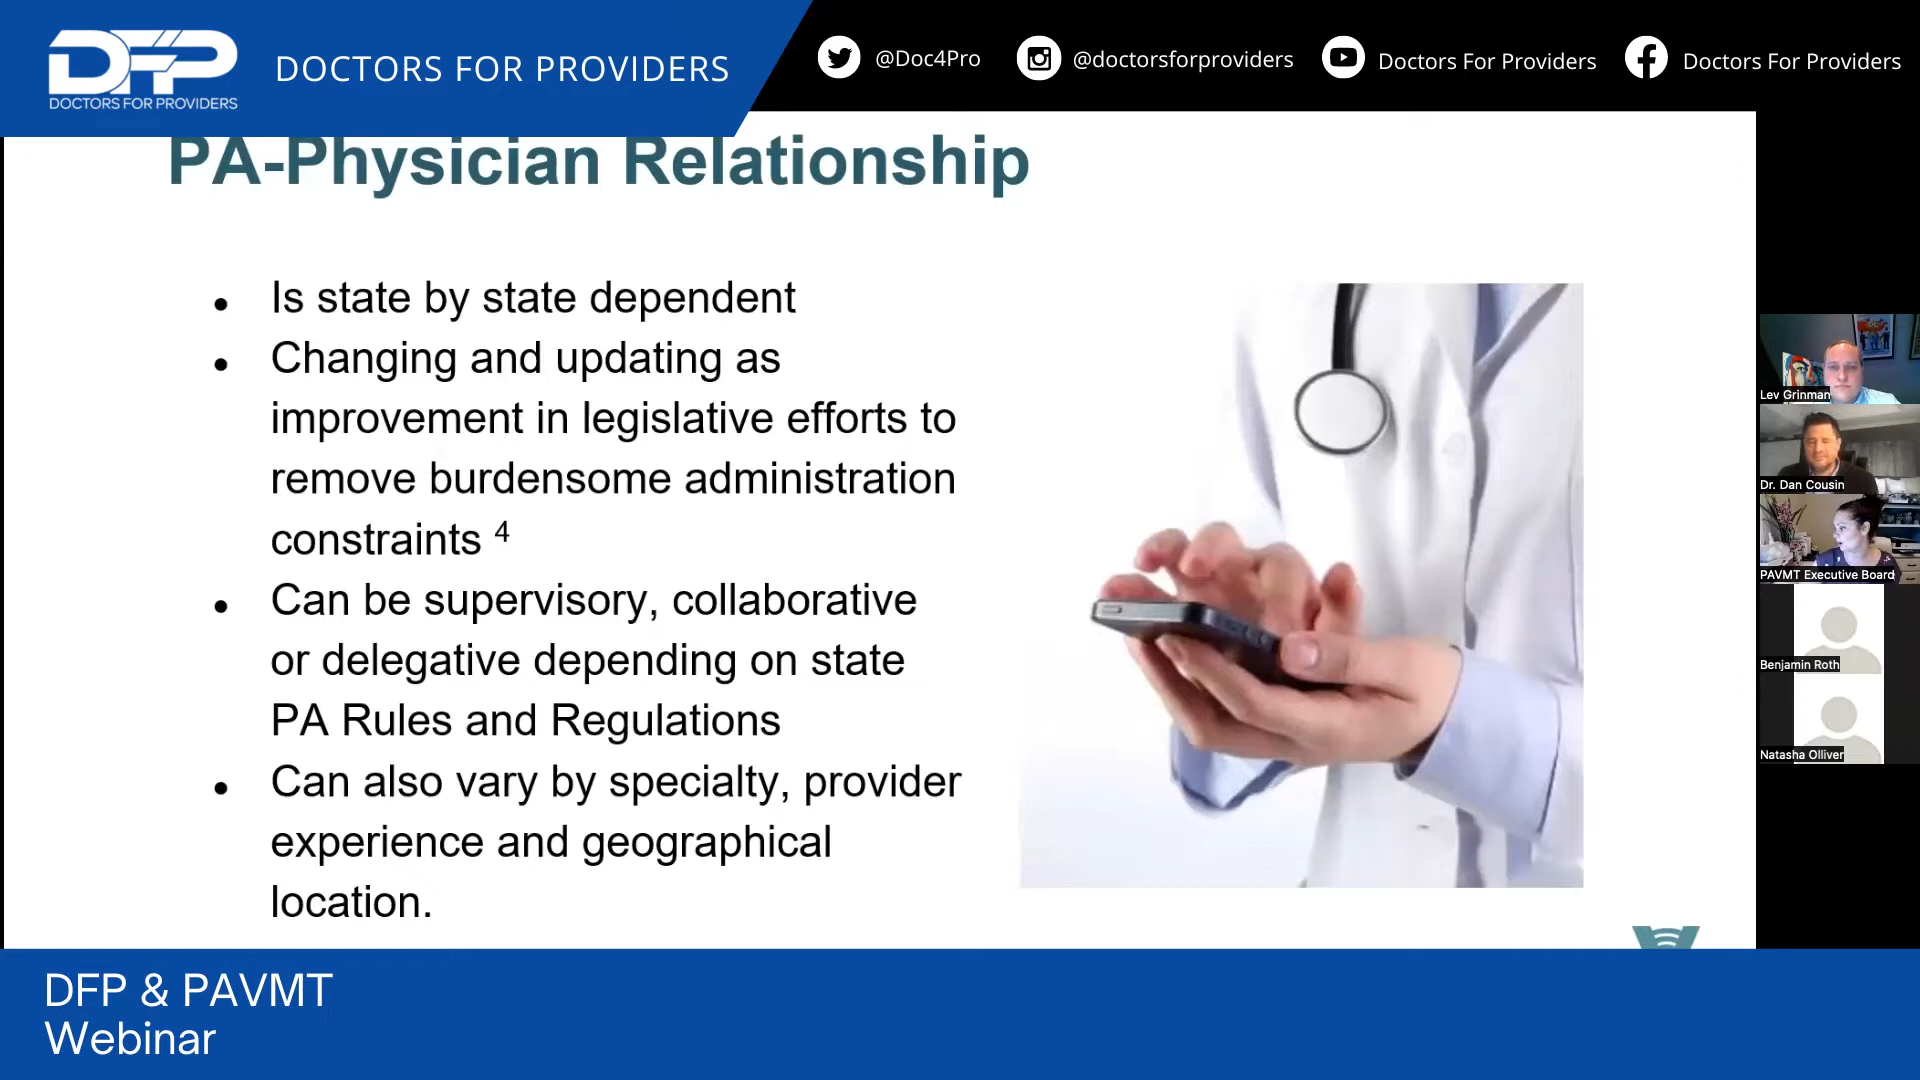 DFP
DOCTORS FOR PROVIDERS
DOCTORS FOR PROVIDERS
@Doc4Pro
@doctorsforproviders
Doctors For Providers
Doctors For Providers
PA-Physician Relationship
• Is state by state dependent
• Changing and updating as
improvement in legislative efforts to
remove burdensome administration
constraints 4
• Can be supervisory, collaborative
or delegative depending on state
PA Rules and Regulations
• Can also vary by specialty, provider
experience and geographical
location.
Lev Grinman
Dr. Dan Cousin
PAVMT Executive Board
Benjamin Roth
Natasha Olliver
DFP & PAVMT
Webinar